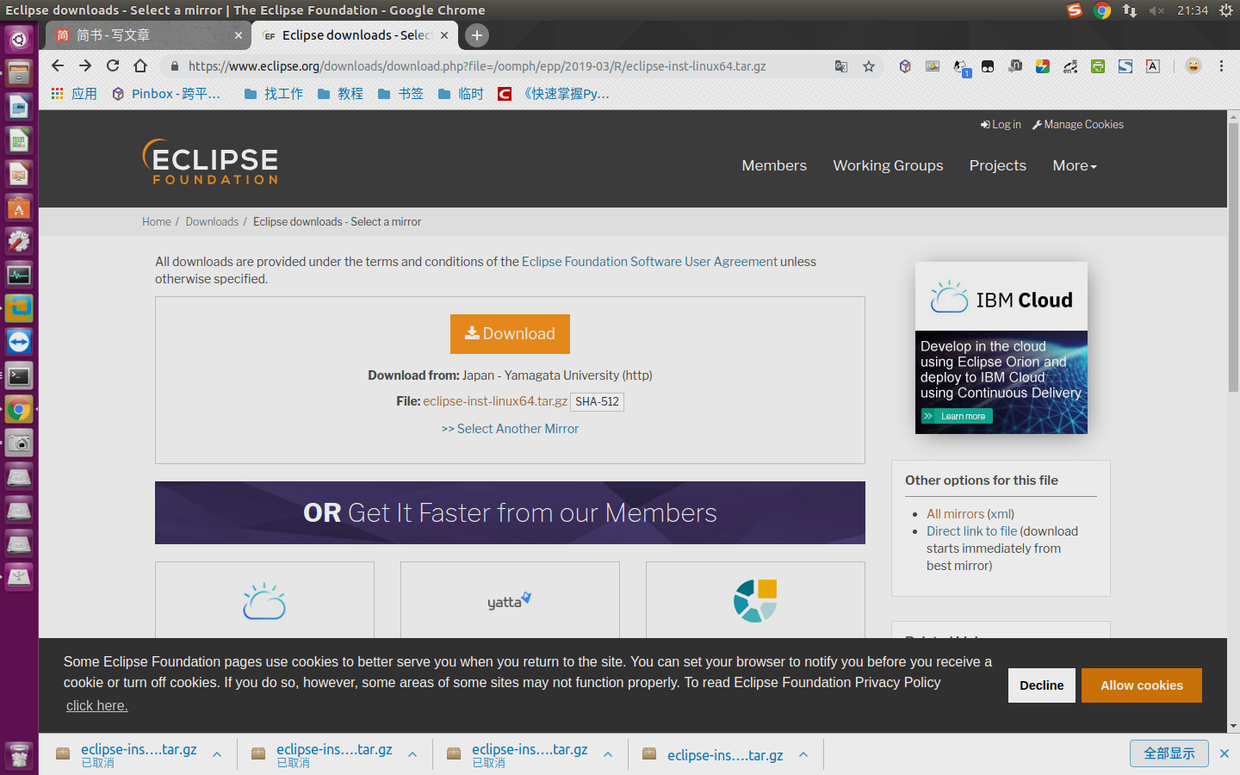 Eclipse downloads - Select a mirror | The Eclipse Foundation - Google Chrome
21:34
简书 - 写文章
Eclipse downloads - Selec
https://www.eclipse.org/downloads/download.php?file=/oomph/epp/2019-03/R/eclipse-inst-linux64.tar.gz
应用
Pinbox - 跨平…
找工作
教程
书签
临时
《快速掌握Py…
Log in
Manage Cookies
ECLIPSE
FOUNDATION
Members
Working Groups
Projects
More
Home / Downloads / Eclipse downloads - Select a mirror
All downloads are provided under the terms and conditions of the Eclipse Foundation Software User Agreement unless
otherwise specified.
Download
Download from: Japan - Yamagata University (http)
File: eclipse-inst-linux64.tar.gz SHA-512
>> Select Another Mirror
OR Get It Faster from our Members
yatta
IBM Cloud
Develop in the cloud
using Eclipse Orion and
deploy to IBM Cloud
using Continuous Delivery
>> Learn more
Other options for this file
All mirrors (xml)
Direct link to file (download
starts immediately from
best mirror)
Some Eclipse Foundation pages use cookies to better serve you when you return to the site. You can set your browser to notify you before you receive a
cookie or turn off cookies. If you do so, however, some areas of some sites may not function properly. To read Eclipse Foundation Privacy Policy
click here.
Decline
Allow cookies
eclipse-ins….tar.gz
已取消
eclipse-ins….tar.gz
已取消
eclipse-ins….tar.gz
已取消
eclipse-ins….tar.gz
全部显示